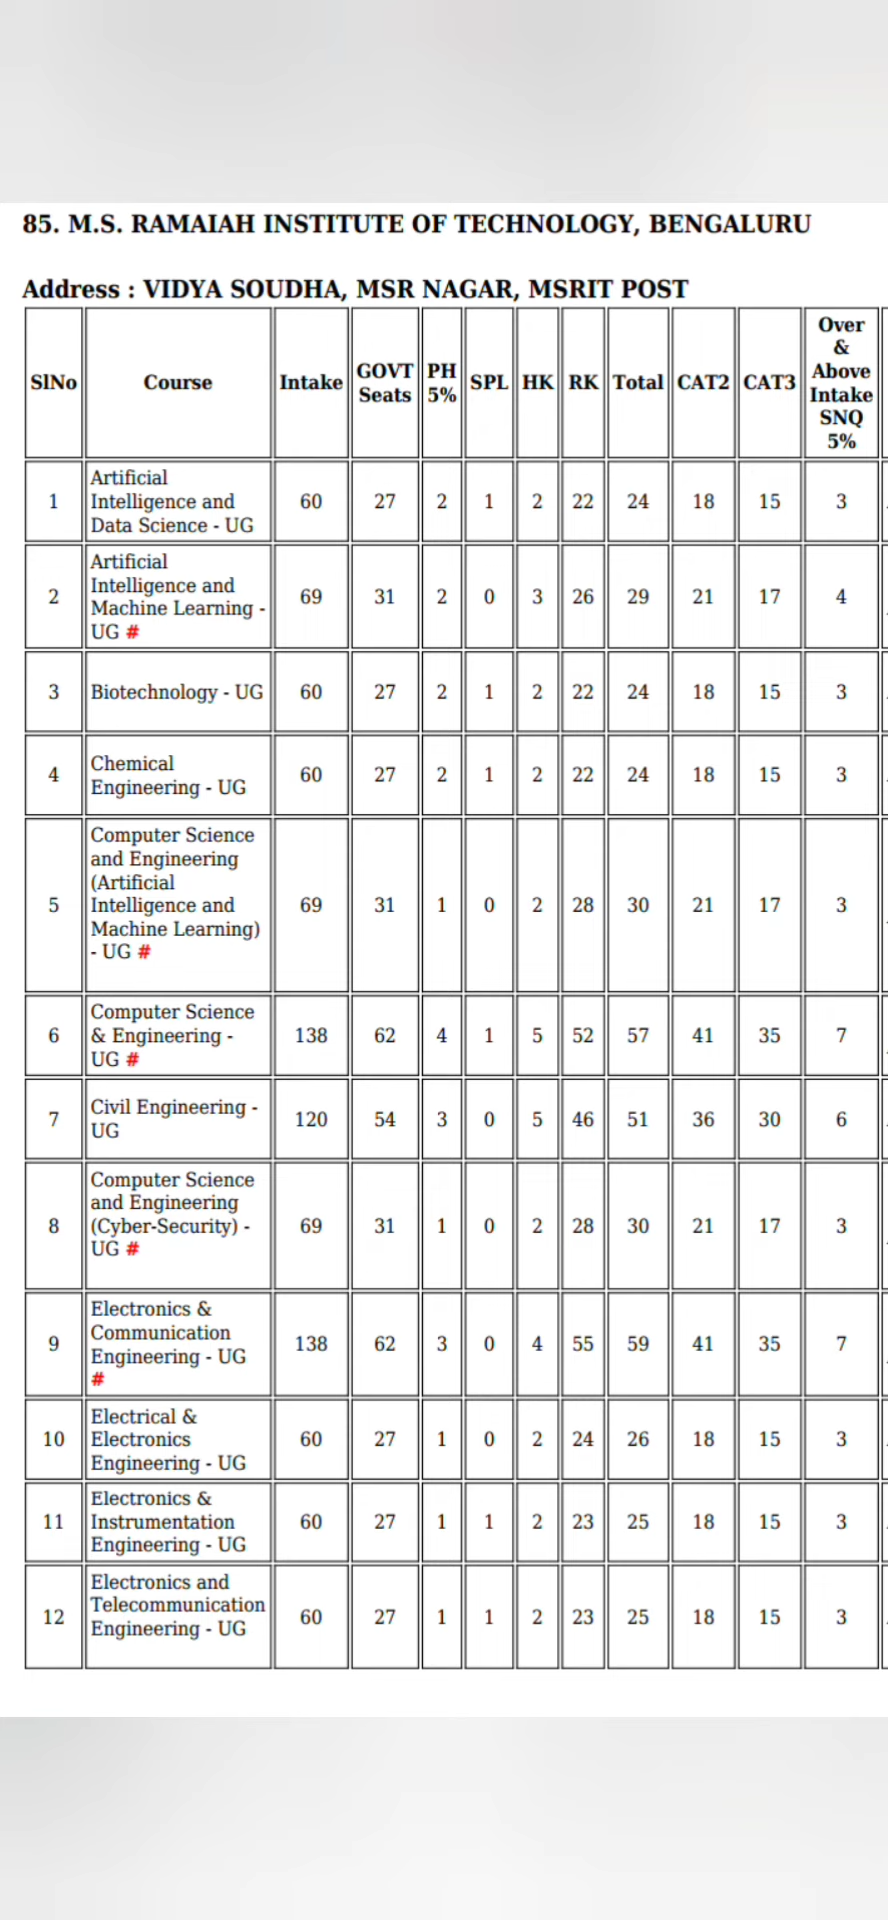 85. M.S. RAMAIAH INSTITUTE OF TECHNOLOGY, BENGALURU
Address : VIDYA SOUDHA, MSR NAGAR, MSRIT POST
SlNo Course Intake GOVT Seats PH 5% SPL HK RK Total CAT2 CAT3 Over & Above Intake SNQ 5%
1 Artificial Intelligence and Data Science - UG 60 27 2 1 2 22 24 18 15 3
2 Artificial Intelligence and Machine Learning - UG # 69 31 2 0 3 26 29 21 17 4
3 Biotechnology - UG 60 27 2 1 2 22 24 18 15 3
4 Chemical Engineering - UG 60 27 2 1 2 22 24 18 15 3
5 Computer Science and Engineering (Artificial Intelligence and Machine Learning) - UG # 69 31 1 0 2 28 30 21 17 3
6 Computer Science & Engineering - UG # 138 62 4 1 5 52 57 41 35 7
7 Civil Engineering - UG 120 54 3 0 5 46 51 36 30 6
8 Computer Science and Engineering (Cyber-Security) - UG # 69 31 1 0 2 28 30 21 17 3
9 Electronics & Communication Engineering - UG # 138 62 3 0 4 55 59 41 35 7
10 Electrical & Electronics Engineering - UG 60 27 1 0 2 24 26 18 15 3
11 Electronics & Instrumentation Engineering - UG 60 27 1 1 2 23 25 18 15 3
12 Electronics and Telecommunication Engineering - UG 60 27 1 1 2 23 25 18 15 3